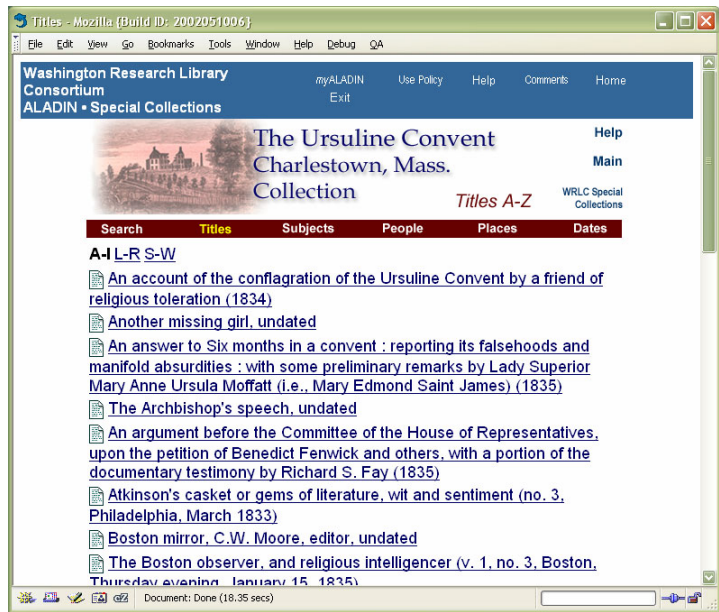 Titles - Mozilla {Build ID: 2002051006}
File Edit View Go Bookmarks Tools Window Help Debug QA
Washington Research Library
Consortium
ALADIN ▪ Special Collections
myALADIN Use Policy Help Comments Home
Exit
The Ursuline Convent
Charlestown, Mass.
Collection
Titles A-Z
Help
Main
WRLC Special
Collections
Search Titles Subjects People Places Dates
A-I L-R S-W
An account of the conflagration of the Ursuline Convent by a friend of
religious toleration (1834)
Another missing girl, undated
An answer to Six months in a convent : reporting its falsehoods and
manifold absurdities : with some preliminary remarks by Lady Superior
Mary Anne Ursula Moffatt (i.e., Mary Edmond Saint James) (1835)
The Archbishop's speech, undated
An argument before the Committee of the House of Representatives,
upon the petition of Benedict Fenwick and others, with a portion of the
documentary testimony by Richard S. Fay (1835)
Atkinson's casket or gems of literature, wit and sentiment (no. 3,
Philadelphia, March 1833)
Boston mirror, C.W. Moore, editor, undated
The Boston observer, and religious intelligencer (v. 1, no. 3, Boston,
Thursday evening, January 15, 1835)
Document: Done (18.35 secs)